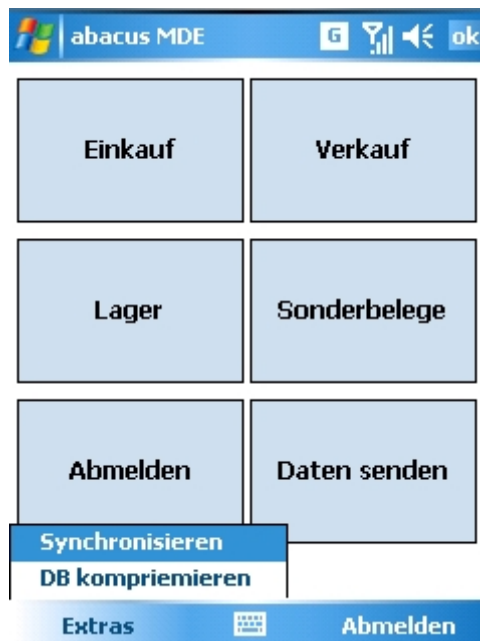 abacus MDE G ok
Einkauf Verkauf
Lager Sonderbelege
Abmelden Daten senden
Synchronisieren
DB kompriemieren
Extras Abmelden